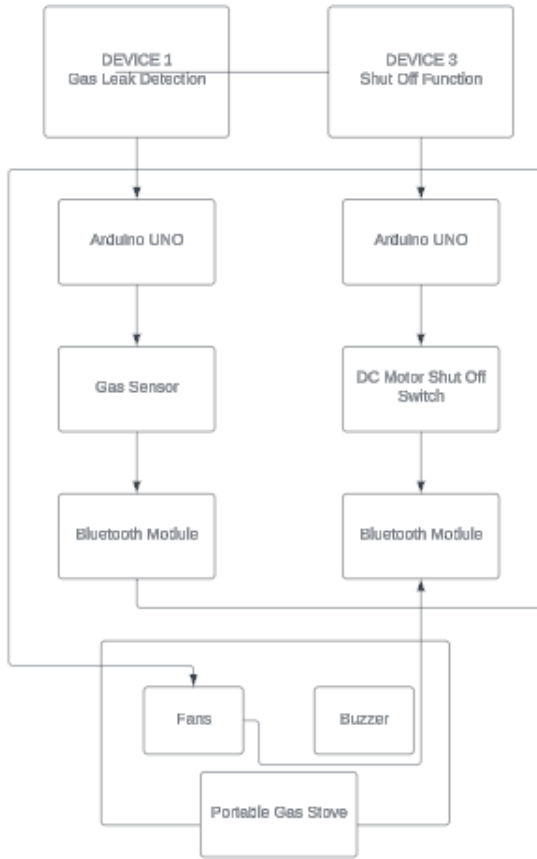 DEVICE 1
Gas Leak Detection
DEVICE 3
Shut Off Function
Arduino UNO
Arduino UNO
Gas Sensor
DC Motor Shut Off
Switch
Bluetooth Module
Bluetooth Module
Fans
Buzzer
Portable Gas Stove